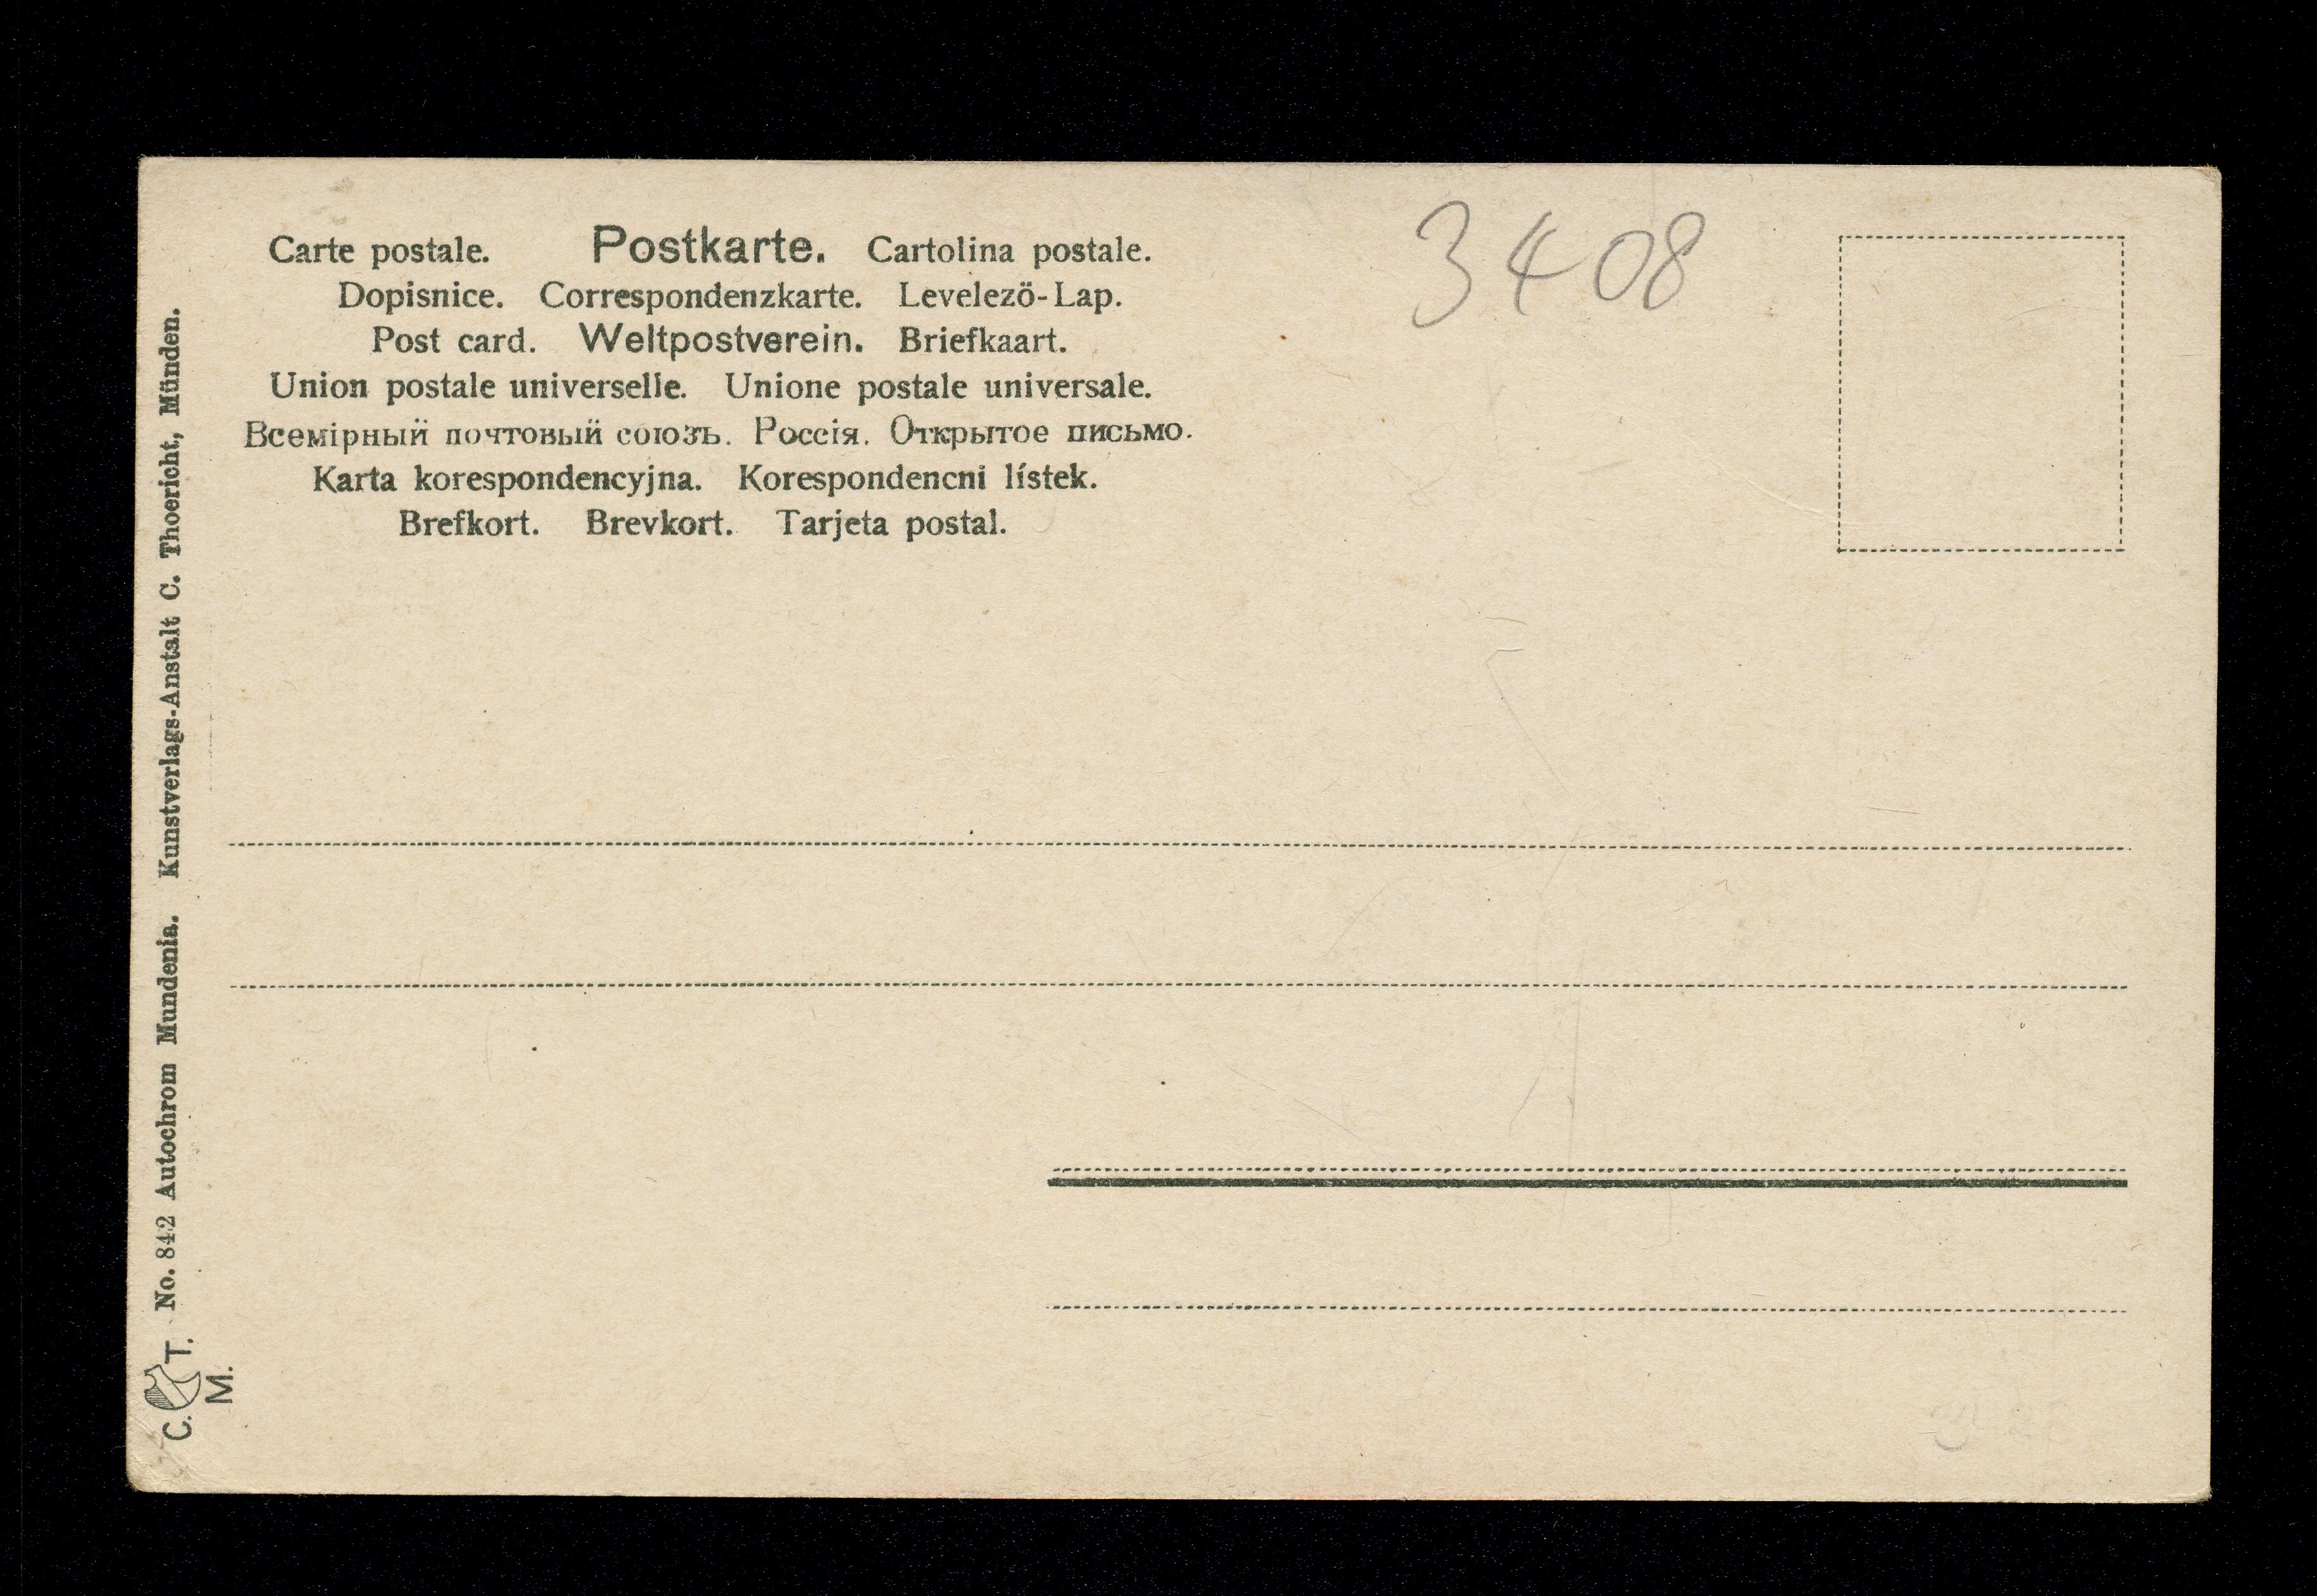 Carte postale. Postkarte. Cartolina postale.
Dopisnice. Correspondenzkarte. Levelezö-Lap.
Post card. Weltpostverein. Briefkaart.
Union postale universelle. Unione postale universale.
Всемірный почтовый союзъ. Россія. Открытое письмо.
Karta korespondencyjna. Korespondencni lístek.
Brefkort. Brevkort. Tarjeta postal.
3408
C. T. M. No. 842 Autochrom Mundenia. Kunstverlags-Anstalt C. Thoericht, Münden.